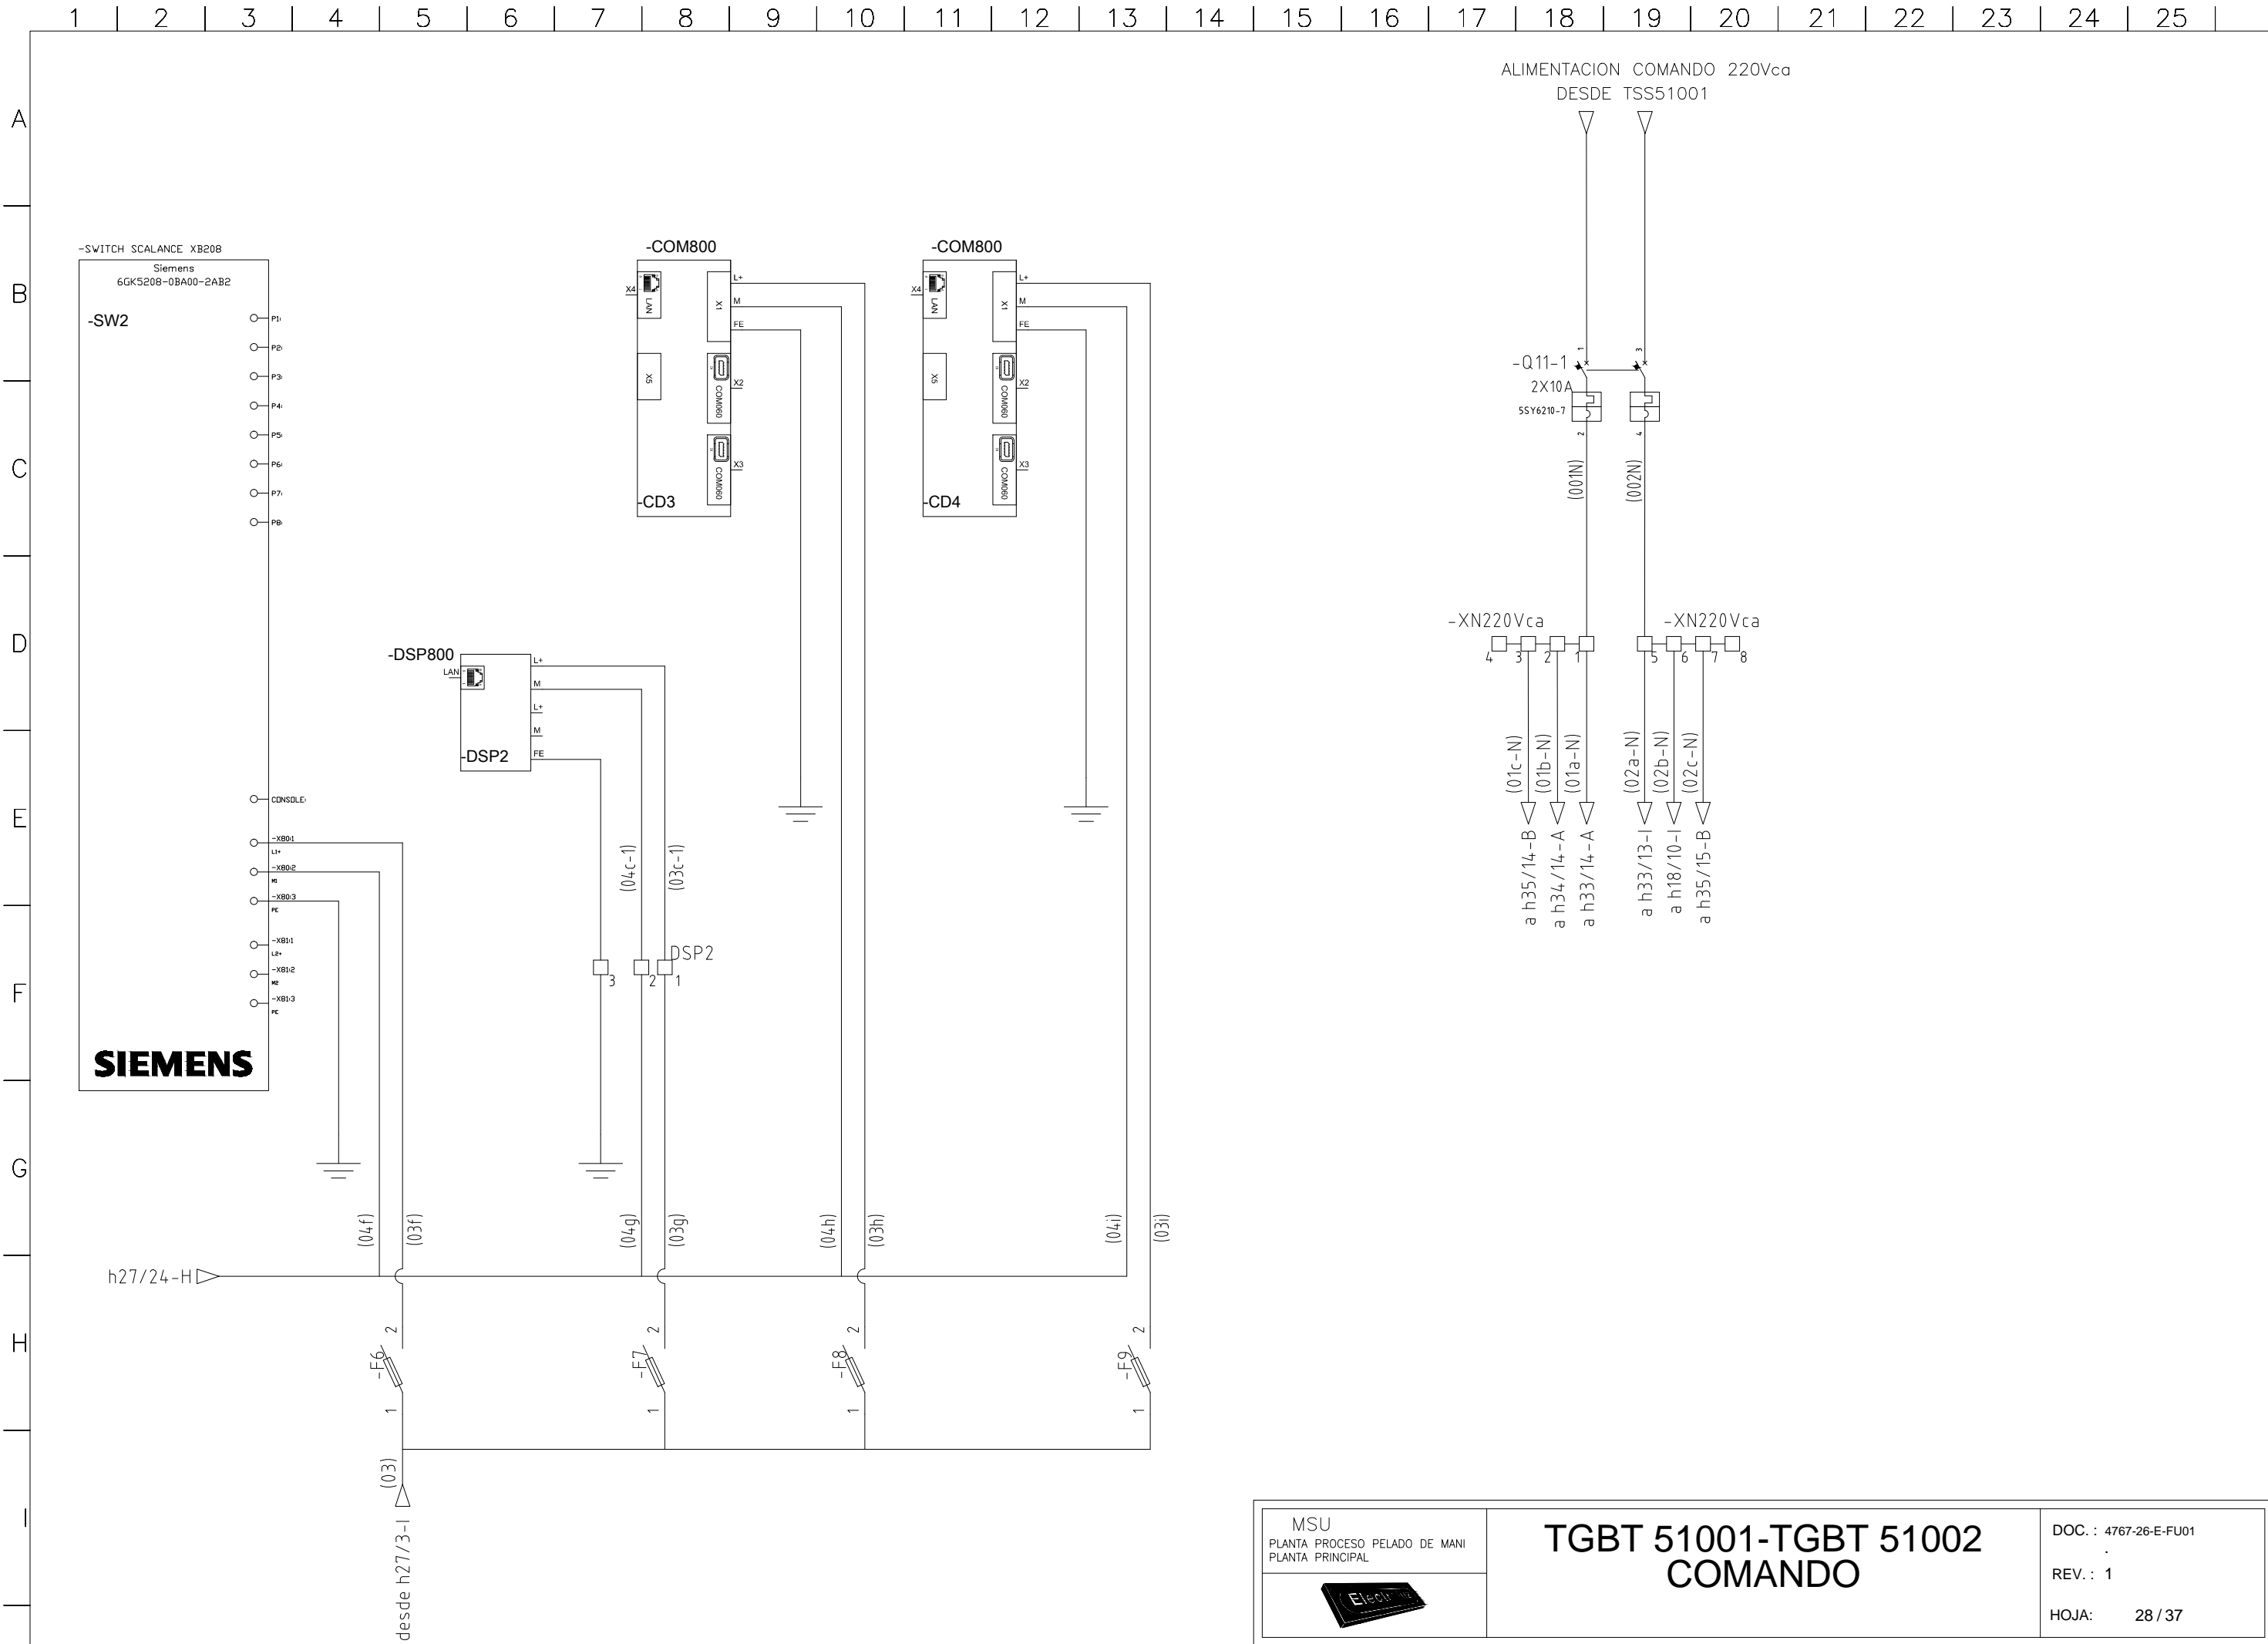 1 2 3 4 5 6 7 8 9 10 11 12 13 14 15 16 17 18 19 20 21 22 23 24 25
A
B
C
D
E
F
G
H
I
ALIMENTACION COMANDO 220Vca
DESDE TSS51001
-SWITCH SCALANCE XB208
Siemens
6GK5208-0BA00-2AB2
-SW2
P1
P2
P3
P4
P5
P6
P7
P8
CONSOLE
-X80:1
L1+
-X80:2
M1
-X80:3
PE
-X81:1
L2+
-X81:2
M2
-X81:3
PE
SIEMENS
-DSP800
LAN
L+
M
L+
M
FE
-DSP2
-COM800
X4
LAN
X1
L+
M
FE
X5
COM060
X2
COM060
X3
-CD3
-COM800
X4
LAN
X1
L+
M
FE
X5
COM060
X2
COM060
X3
-CD4
(04c-1)
(03c-1)
DSP2
3
2
1
(04f)
(03f)
(04g)
(03g)
(04h)
(03h)
(04i)
(03i)
h27/24-H
-F6
2
1
-F7
2
1
-F8
2
1
-F9
2
1
(03)
desde h27/3-I
1
3
-Q11-1
2X10A
5SY6210-7
2
4
(001N)
(002N)
-XN220Vca
4
3
2
1
-XN220Vca
5
6
7
8
(01c-N)
(01b-N)
(01a-N)
(02a-N)
(02b-N)
(02c-N)
a h35/14-B
a h34/14-A
a h33/14-A
a h33/13-I
a h18/10-I
a h35/15-B
MSU
PLANTA PROCESO PELADO DE MANI
PLANTA PRINCIPAL
TGBT 51001-TGBT 51002
COMANDO
DOC. : 4767-26-E-FU01
.
REV. : 1
HOJA: 28 / 37